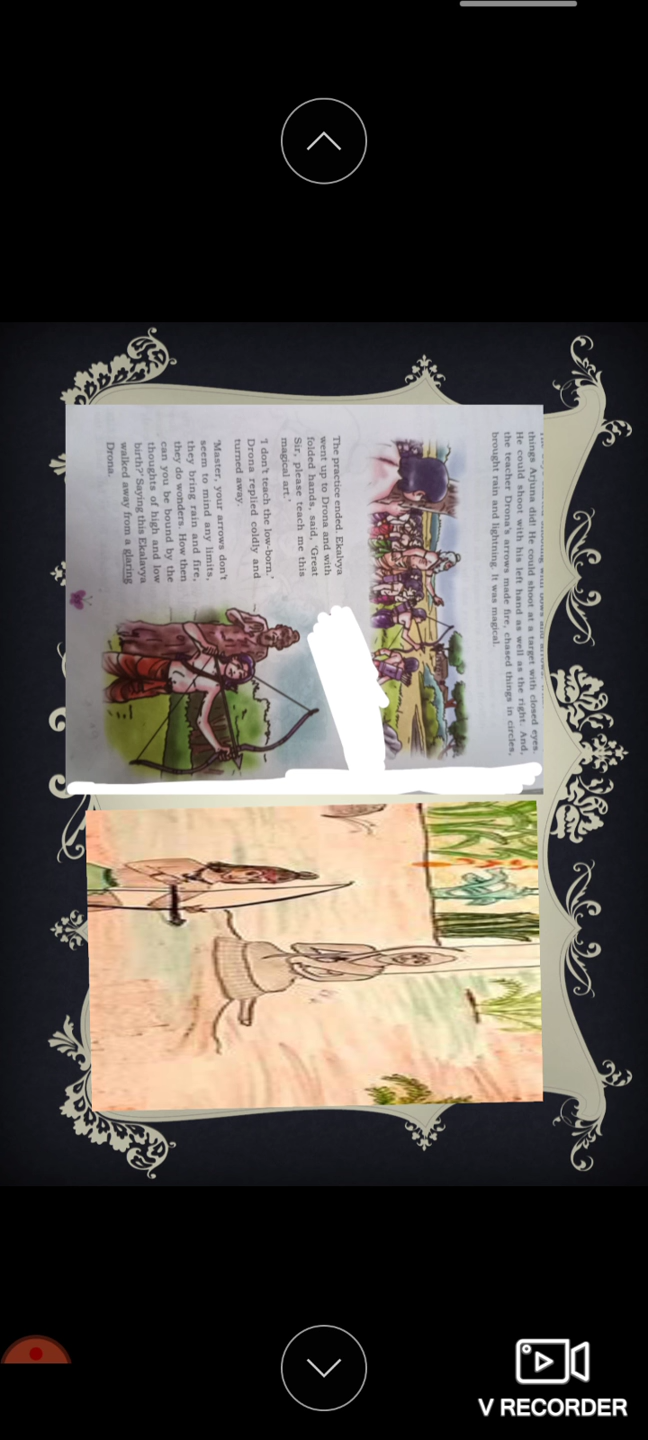 things Arjuna did! He could shoot at a target with closed eyes.
He could shoot with his left hand as well as the right. And,
the teacher Drona's arrows made fire, chased things in circles,
brought rain and lightning. It was magical.
The practice ended. Ekalvya
went up to Drona and with
folded hands, said, 'Great
Sir, please teach me this
magical art.'
'I don't teach the low-born.'
Drona replied coldly and
turned away.
'Master, your arrows don't
seem to mind any limits,
they bring rain and fire,
they do wonders. How then
can you be bound by the
thoughts of high and low
birth?' Saying this Ekalavya
walked away from a glaring
Drona.
V RECORDER